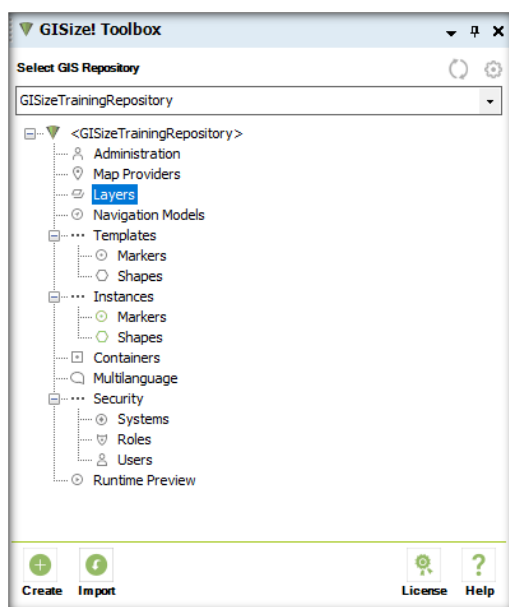 GISize! Toolbox
Select GIS Repository
GISizeTrainingRepository
<GISizeTrainingRepository>
Administration
Map Providers
Layers
Navigation Models
Templates
Markers
Shapes
Instances
Markers
Shapes
Containers
Multilanguage
Security
Systems
Roles
Users
Runtime Preview
Create Import License Help